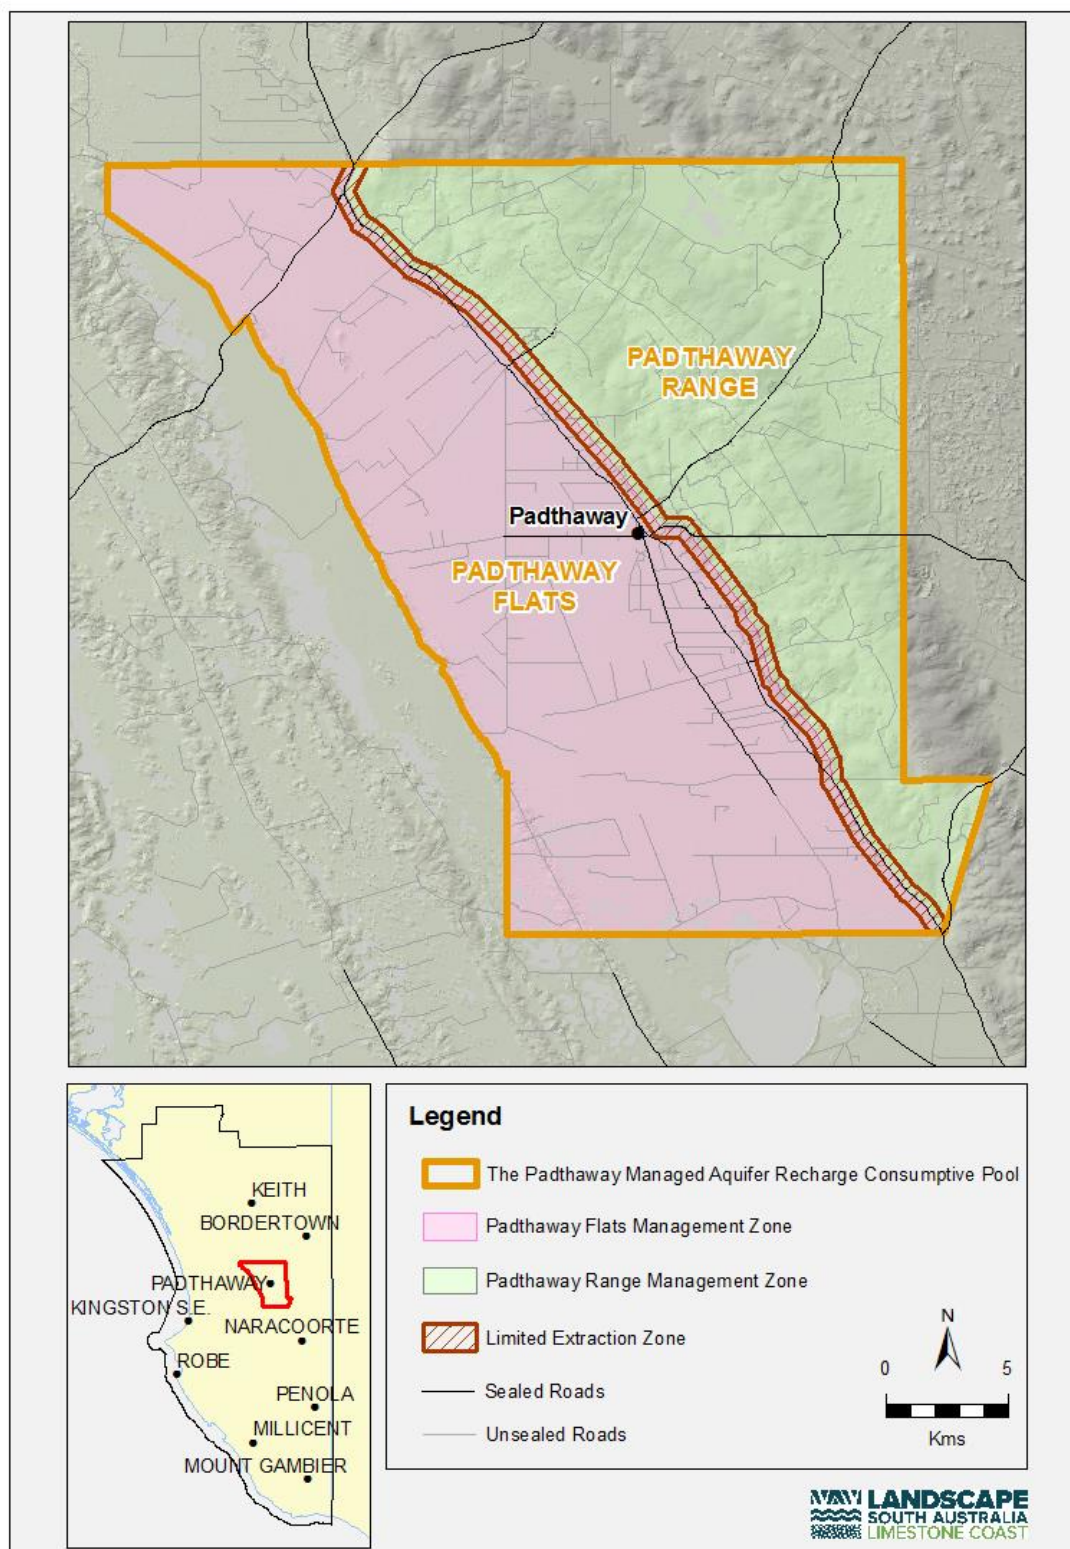 PADTHAWAY
RANGE
Padthaway
PADTHAWAY
FLATS
KEITH
BORDERTOWN
PADTHAWAY
KINGSTON S.E.
NARACOORTE
ROBE
PENOLA
MILLICENT
MOUNT GAMBIER
Legend
The Padthaway Managed Aquifer Recharge Consumptive Pool
Padthaway Flats Management Zone
Padthaway Range Management Zone
Limited Extraction Zone
Sealed Roads
Unsealed Roads
N
0 5
Kms
LANDSCAPE
SOUTH AUSTRALIA
LIMESTONE COAST